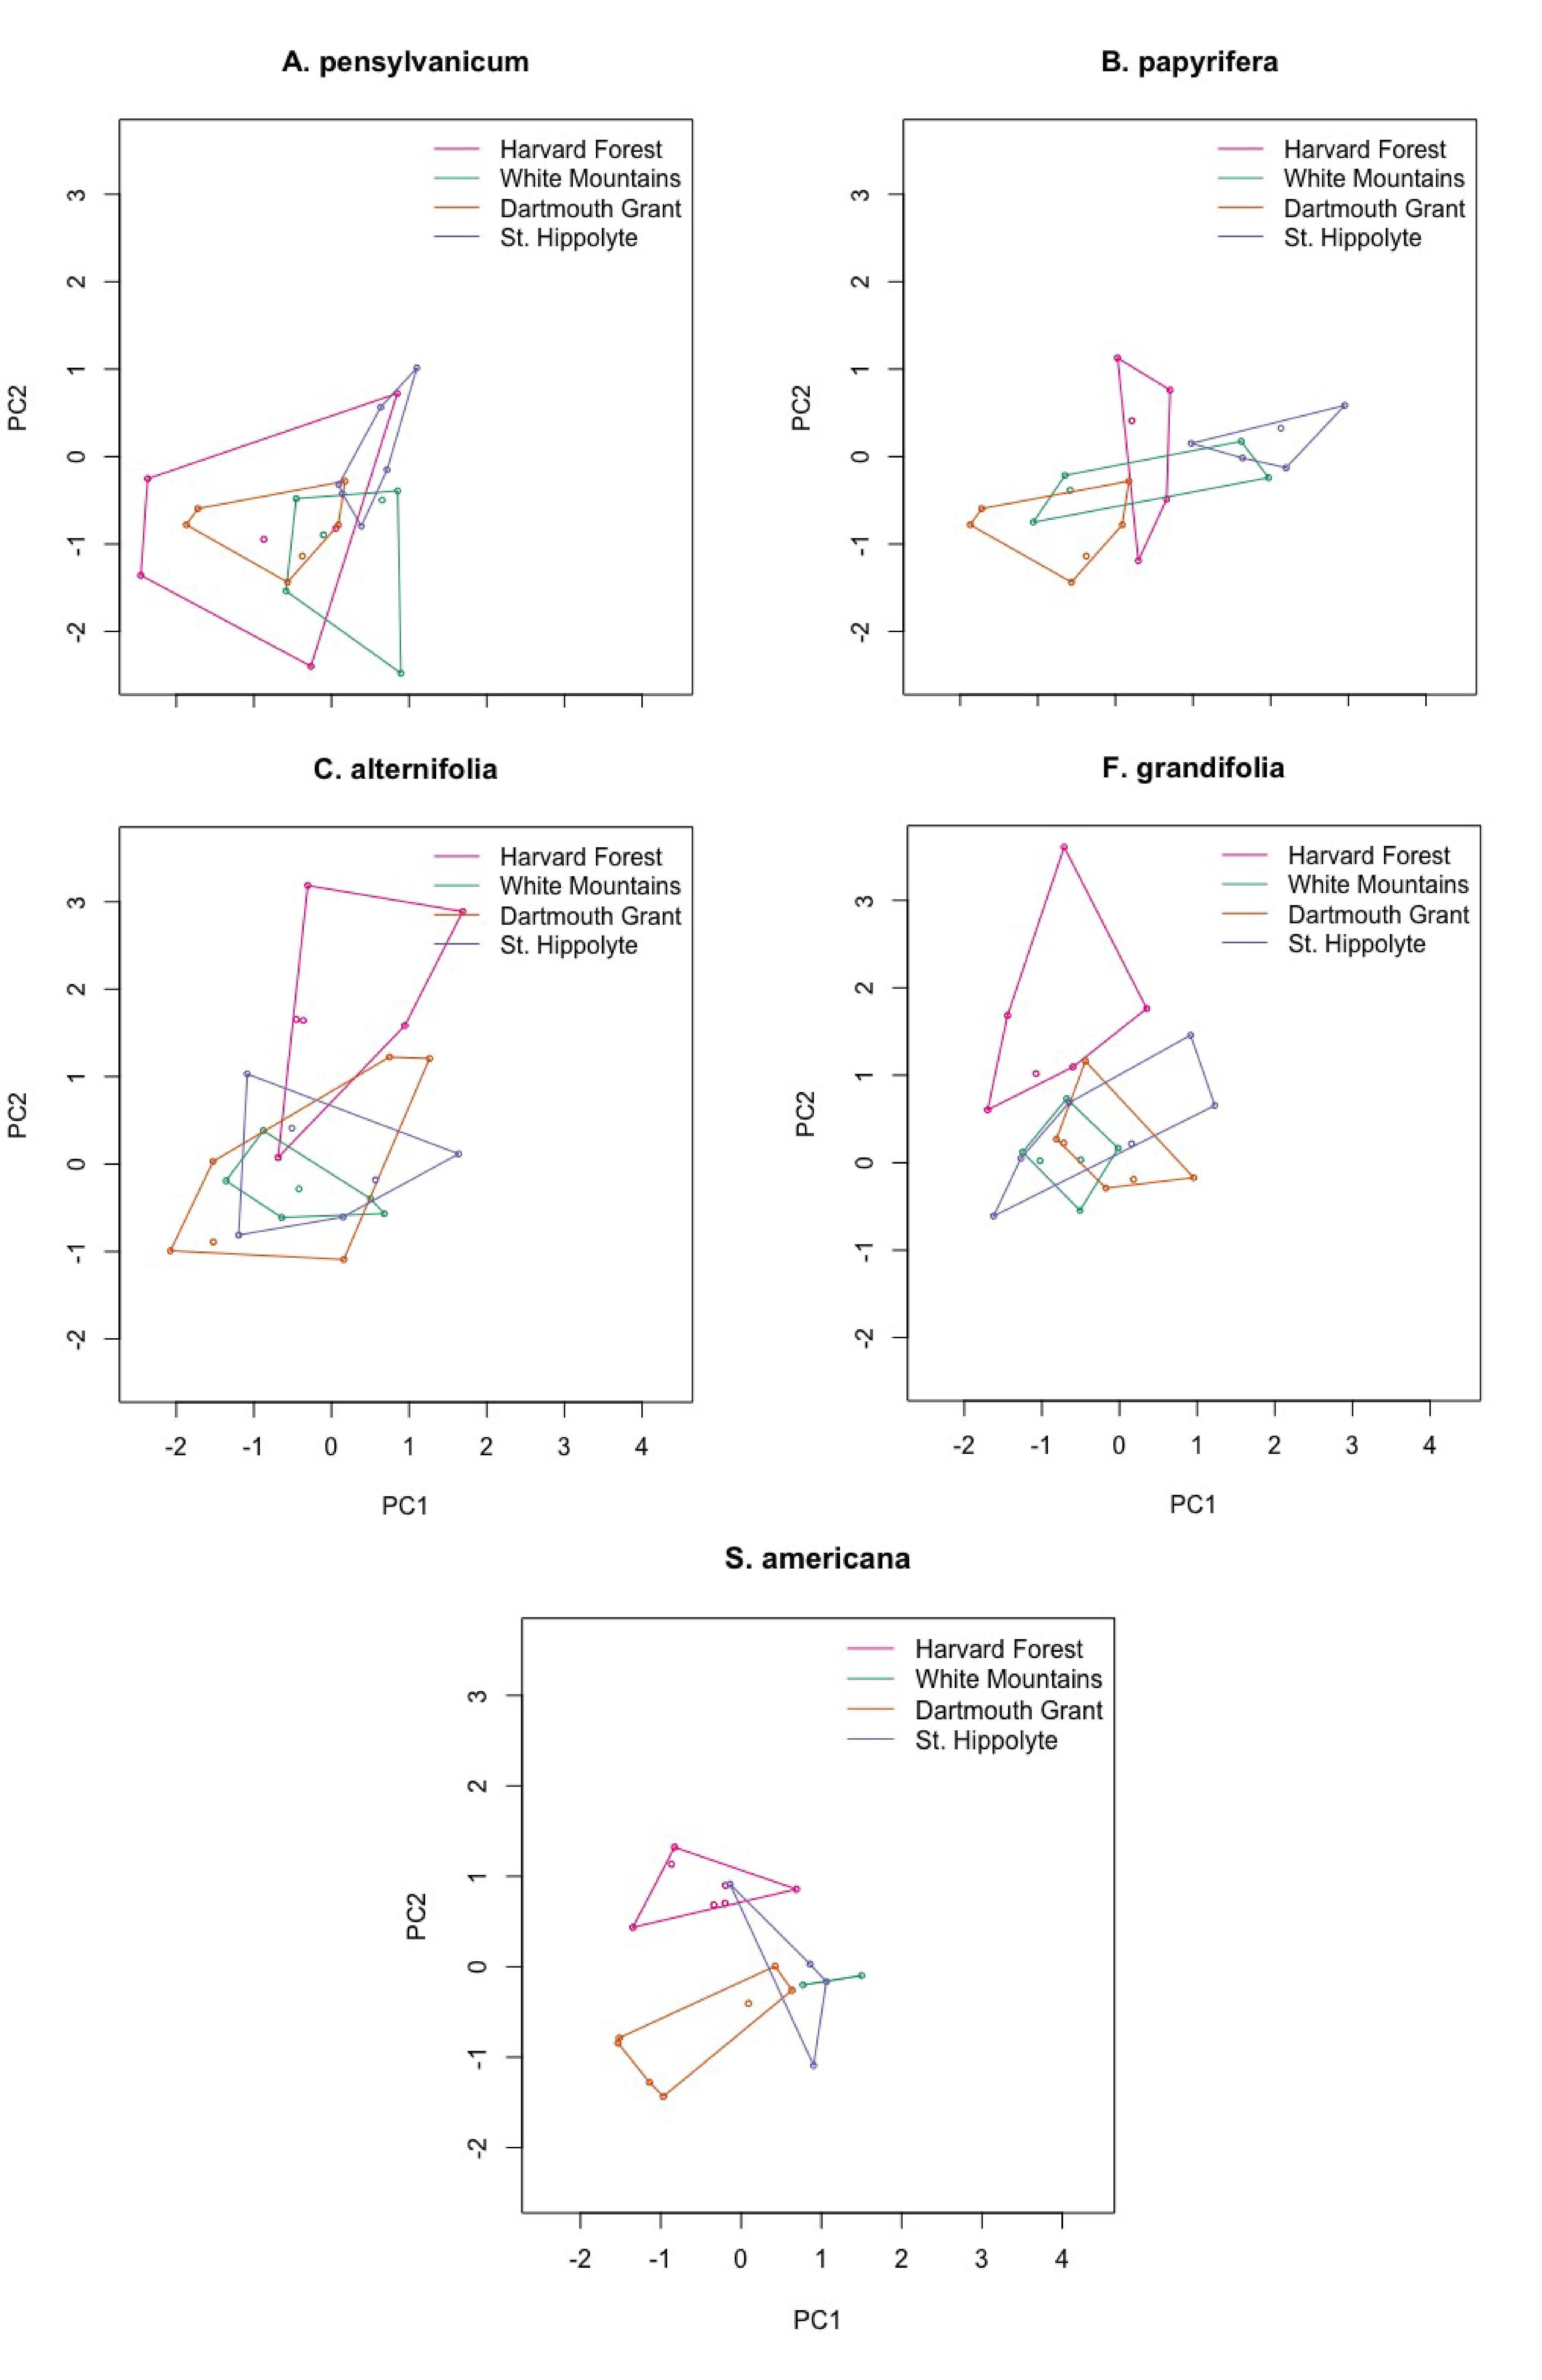 A. pensylvanicum
Harvard Forest
White Mountains
Dartmouth Grant
St. Hippolyte
PC2
3
2
1
0
-1
-2
B. papyrifera
Harvard Forest
White Mountains
Dartmouth Grant
St. Hippolyte
PC2
3
2
1
0
-1
-2
C. alternifolia
Harvard Forest
White Mountains
Dartmouth Grant
St. Hippolyte
PC2
3
2
1
0
-1
-2
-2 -1 0 1 2 3 4
PC1
F. grandifolia
Harvard Forest
White Mountains
Dartmouth Grant
St. Hippolyte
PC2
3
2
1
0
-1
-2
-2 -1 0 1 2 3 4
PC1
S. americana
Harvard Forest
White Mountains
Dartmouth Grant
St. Hippolyte
PC2
3
2
1
0
-1
-2
-2 -1 0 1 2 3 4
PC1